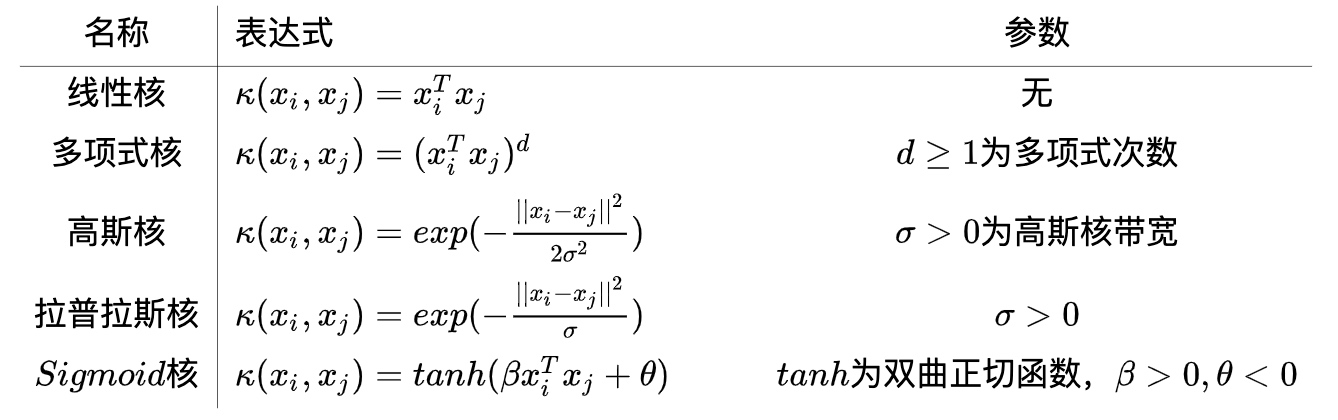 名称 表达式 参数
线性核 κ(x_i, x_j) = x_i^T x_j 无
多项式核 κ(x_i, x_j) = (x_i^T x_j)^d d ≥ 1为多项式次数
高斯核 κ(x_i, x_j) = exp(-\frac{||x_i-x_j||^2}{2σ^2}) σ > 0为高斯核带宽
拉普拉斯核 κ(x_i, x_j) = exp(-\frac{||x_i-x_j||^2}{σ}) σ > 0
Sigmoid核 κ(x_i, x_j) = tanh(βx_i^T x_j + θ) tanh为双曲正切函数，β > 0, θ < 0